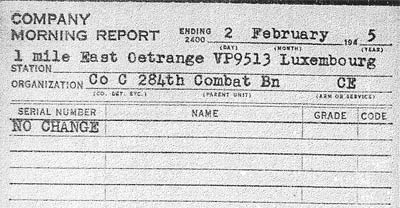 COMPANY
MORNING REPORT ENDING 2400 2 February 194 5
(DAY) (MONTH) (YEAR)
1 mile East Oetrange VP9513 Luxembourg
STATION
ORGANIZATION Co C 284th Combat Bn CE
(CO. DET. ETC.) (PARENT UNIT) (ARM OR SERVICE)
SERIAL NUMBER NAME GRADE CODE
NO CHANGE